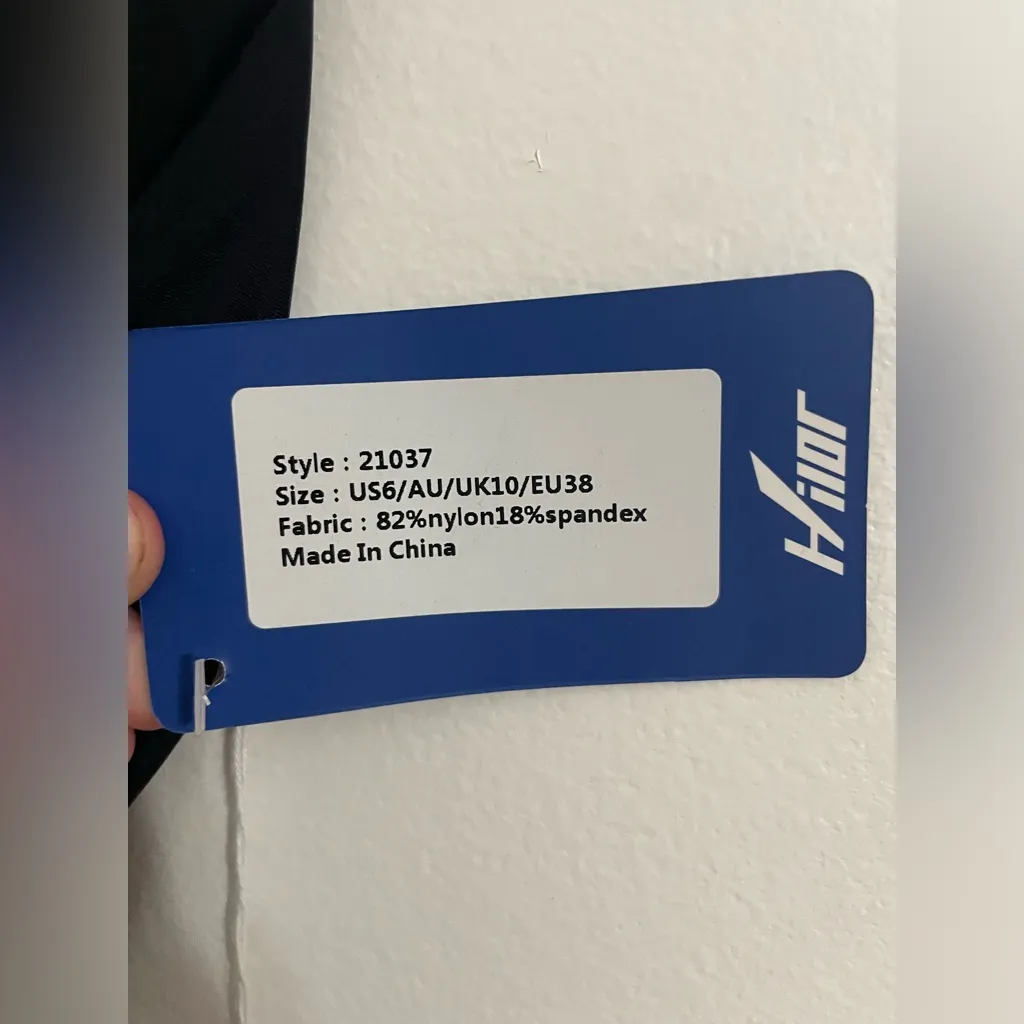 Style : 21037
Size : US6/AU/UK10/EU38
Fabric : 82%nylon18%spandex
Made In China
Hilor